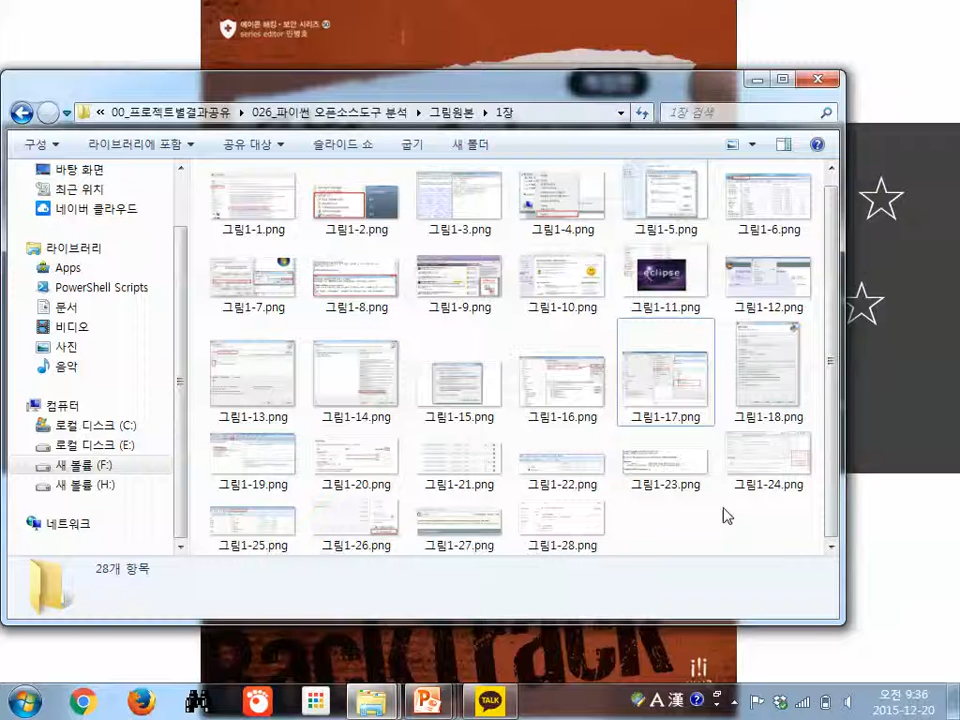 에이콘 해킹・보안 시리즈 50
series editor 민병호
« 00_프로젝트별결과공유 ▸ 026_파이썬 오픈소스도구 분석 ▸ 그림원본 ▸ 1장
1장 검색
구성 라이브러리에 포함 공유 대상 슬라이드 쇼 굽기 새 폴더
바탕 화면
최근 위치
네이버 클라우드
라이브러리
Apps
PowerShell Scripts
문서
비디오
사진
음악
컴퓨터
로컬 디스크 (C:)
로컬 디스크 (E:)
새 볼륨 (F:)
새 볼륨 (H:)
네트워크
eclipse
그림1-1.png 그림1-2.png 그림1-3.png 그림1-4.png 그림1-5.png 그림1-6.png
그림1-7.png 그림1-8.png 그림1-9.png 그림1-10.png 그림1-11.png 그림1-12.png
그림1-13.png 그림1-14.png 그림1-15.png 그림1-16.png 그림1-17.png 그림1-18.png
그림1-19.png 그림1-20.png 그림1-21.png 그림1-22.png 그림1-23.png 그림1-24.png
그림1-25.png 그림1-26.png 그림1-27.png 그림1-28.png
28개 항목
BackTrack
TALK
A 漢
오전 9:36
2015-12-20